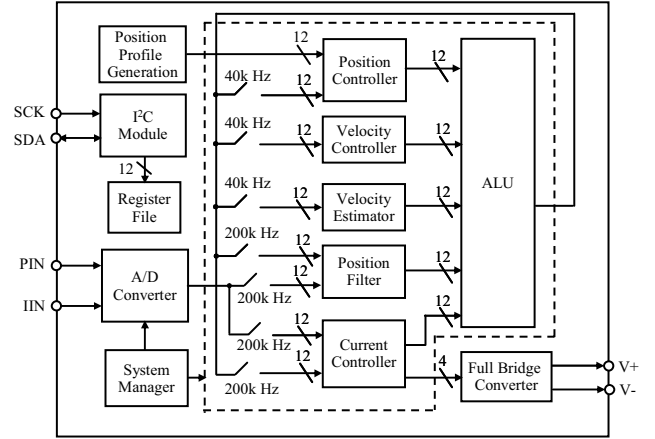 Position
Profile
Generation
12
Position
Controller
12
40k Hz
12
SCK
SDA
I²C
Module
12
Register
File
40k Hz
12
Velocity
Controller
12
ALU
40k Hz
12
Velocity
Estimator
12
200k Hz
12
Position
Filter
12
200k Hz
12
PIN
IIN
A/D
Converter
12
200k Hz
12
Current
Controller
200k Hz
12
System
Manager
4
Full Bridge
Converter
V+
V-